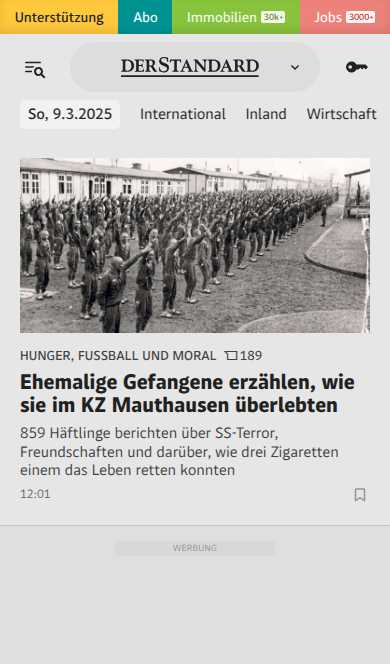 Unterstützung Abo Immobilien 30k+ Jobs 3000+
DERSTANDARD
So, 9.3.2025 International Inland Wirtschaft
HUNGER, FUSSBALL UND MORAL 189
Ehemalige Gefangene erzählen, wie
sie im KZ Mauthausen überlebten
859 Häftlinge berichten über SS-Terror,
Freundschaften und darüber, wie drei Zigaretten
einem das Leben retten konnten
12:01
WERBUNG